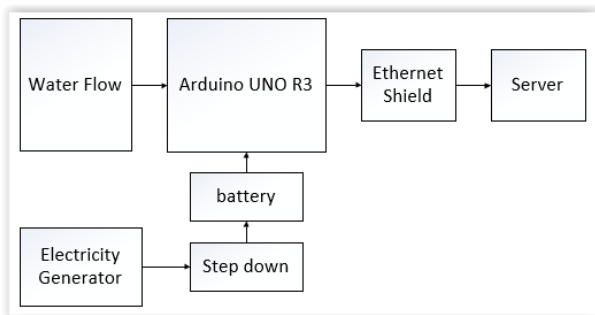 Water Flow
Arduino UNO R3
Ethernet
Shield
Server
battery
Electricity
Generator
Step down